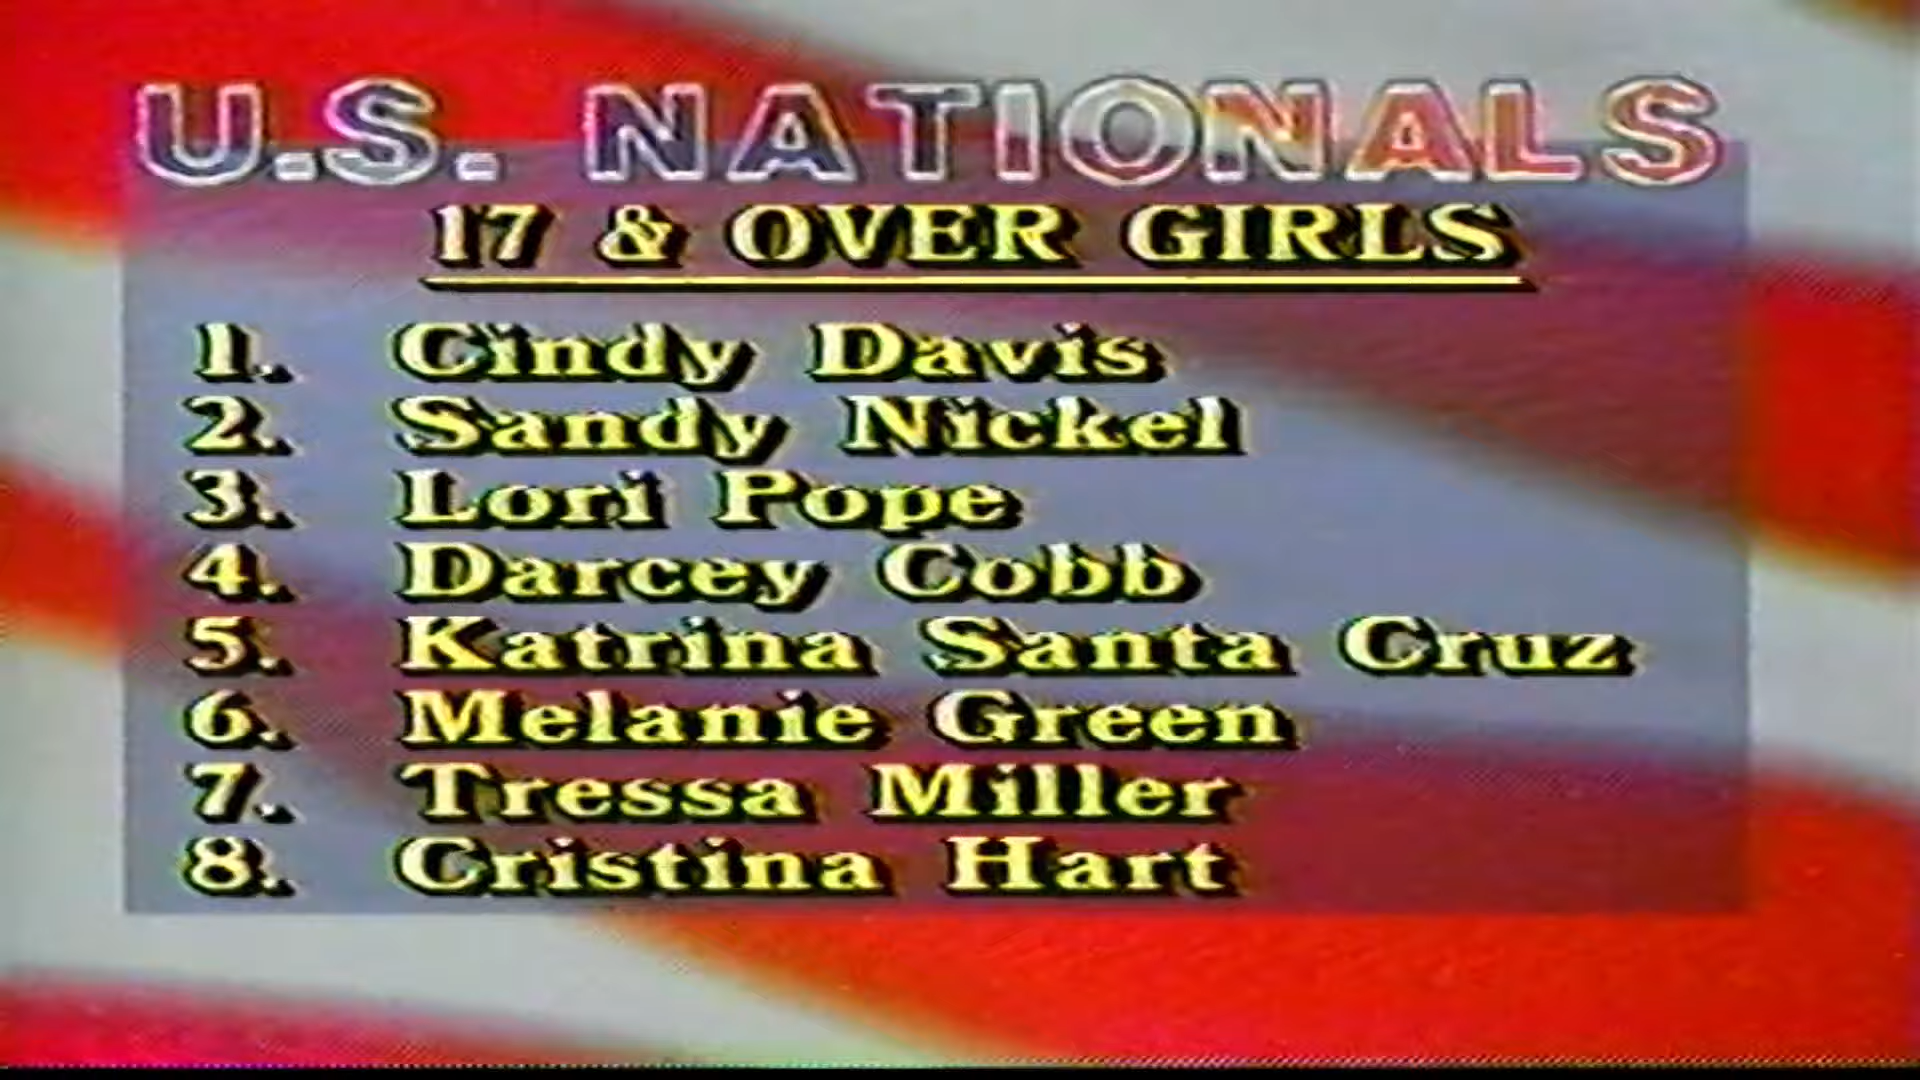 U.S. NATIONALS
17 & OVER GIRLS
1. Cindy Davis
2. Sandy Nickel
3. Lori Pope
4. Darcey Cobb
5. Katrina Santa Cruz
6. Melanie Green
7. Tressa Miller
8. Cristina Hart